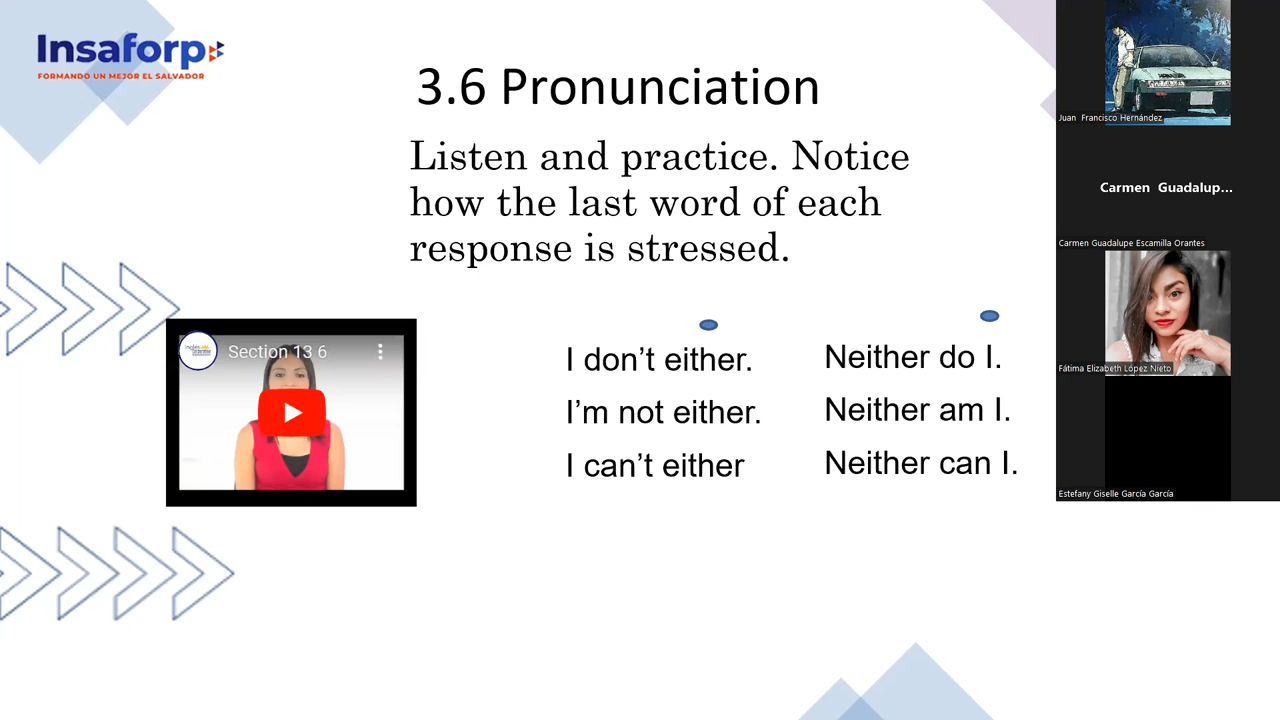 Insaforp
FORMANDO UN MEJOR EL SALVADOR
3.6 Pronunciation
Listen and practice. Notice
how the last word of each
response is stressed.
Section 13 6
I don't either.
I'm not either.
I can't either
Neither do I.
Neither am I.
Neither can I.
Juan Francisco Hernández
Carmen Guadalup...
Carmen Guadalupe Escamilla Orantes
Fátima Elizabeth López Nieto
Estefany Giselle García García